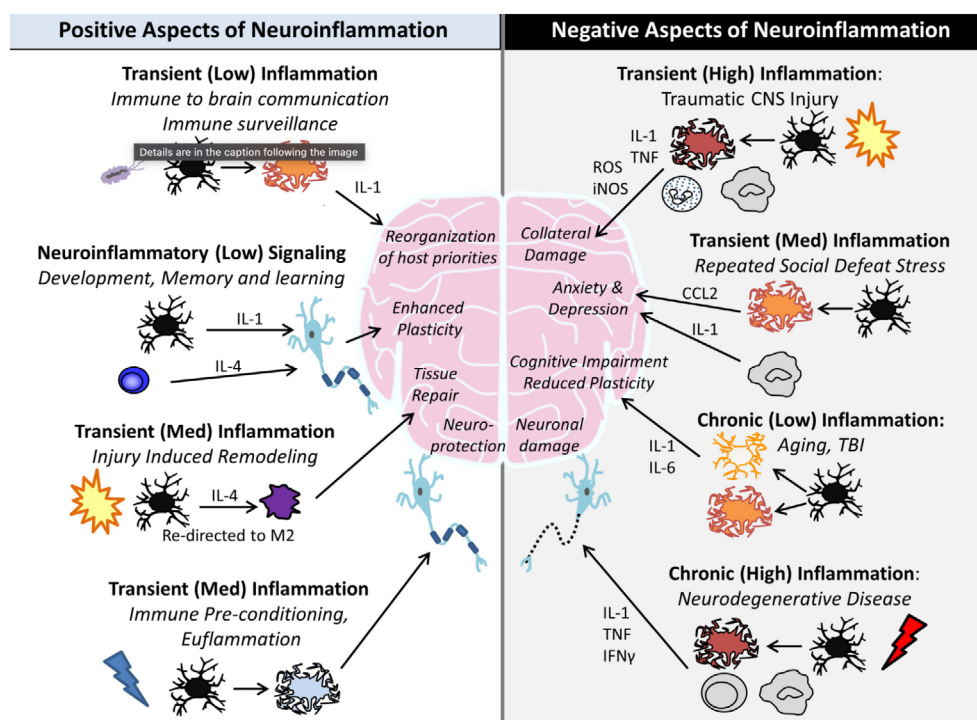 Positive Aspects of Neuroinflammation
Transient (Low) Inflammation
Immune to brain communication
Immune surveillance
Details are in the caption following the image
IL-1
Reorganization
of host priorities
Neuroinflammatory (Low) Signaling
Development, Memory and learning
IL-1
IL-4
Enhanced
Plasticity
Tissue
Repair
Neuro-
protection
Transient (Med) Inflammation
Injury Induced Remodeling
IL-4
Re-directed to M2
Transient (Med) Inflammation
Immune Pre-conditioning,
Euflammation
Negative Aspects of Neuroinflammation
Transient (High) Inflammation:
Traumatic CNS Injury
IL-1
TNF
ROS
iNOS
Collateral
Damage
Transient (Med) Inflammation
Repeated Social Defeat Stress
CCL2
IL-1
Anxiety &
Depression
Cognitive Impairment
Reduced Plasticity
Chronic (Low) Inflammation:
Aging, TBI
IL-1
IL-6
Neuronal
damage
Chronic (High) Inflammation:
Neurodegenerative Disease
IL-1
TNF
IFNγ